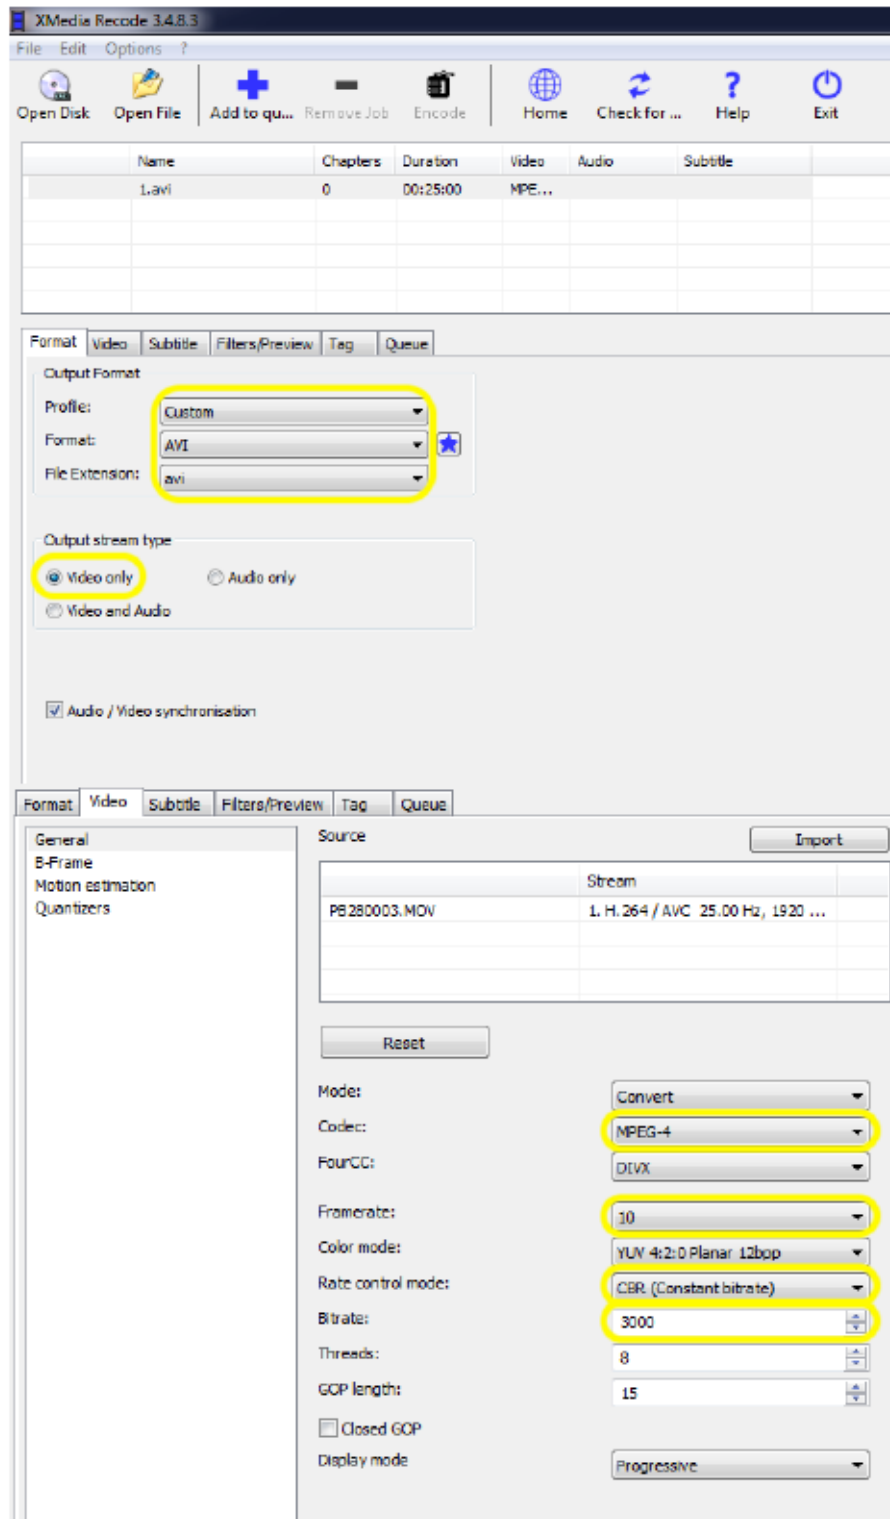 XMedia Recode 3.4.8.3
File Edit Options ?
Open Disk Open File Add to qu... Remove Job Encode Home Check for ... Help Exit
Name Chapters Duration Video Audio Subtitle
1.avi 0 00:25:00 MPE...
Format Video Subtitle Filters/Preview Tag Queue
Output Format
Profile: Custom
Format: AVI
File Extension: avi
Output stream type
Video only Audio only
Video and Audio
Audio / Video synchronisation
Format Video Subtitle Filters/Preview Tag Queue
General Source Import
B-Frame
Motion estimation Stream
Quantizers PB280003.MOV 1. H.264 / AVC 25.00 Hz, 1920 ...
Reset
Mode: Convert
Codec: MPEG-4
FourCC: DIVX
Framerate: 10
Color mode: YUV 4:2:0 Planar 12bpp
Rate control mode: CBR (Constant bitrate)
Bitrate: 3000
Threads: 8
GOP length: 15
Closed GOP
Display mode Progressive